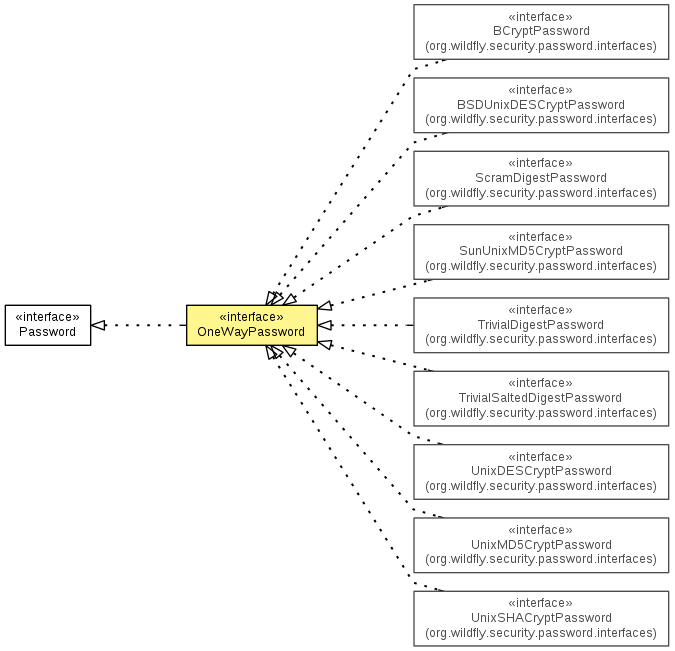 «interface»
BCryptPassword
(org.wildfly.security.password.interfaces)
«interface»
BSDUnixDESCryptPassword
(org.wildfly.security.password.interfaces)
«interface»
ScramDigestPassword
(org.wildfly.security.password.interfaces)
«interface»
SunUnixMD5CryptPassword
(org.wildfly.security.password.interfaces)
«interface»
Password
«interface»
OneWayPassword
«interface»
TrivialDigestPassword
(org.wildfly.security.password.interfaces)
«interface»
TrivialSaltedDigestPassword
(org.wildfly.security.password.interfaces)
«interface»
UnixDESCryptPassword
(org.wildfly.security.password.interfaces)
«interface»
UnixMD5CryptPassword
(org.wildfly.security.password.interfaces)
«interface»
UnixSHACryptPassword
(org.wildfly.security.password.interfaces)